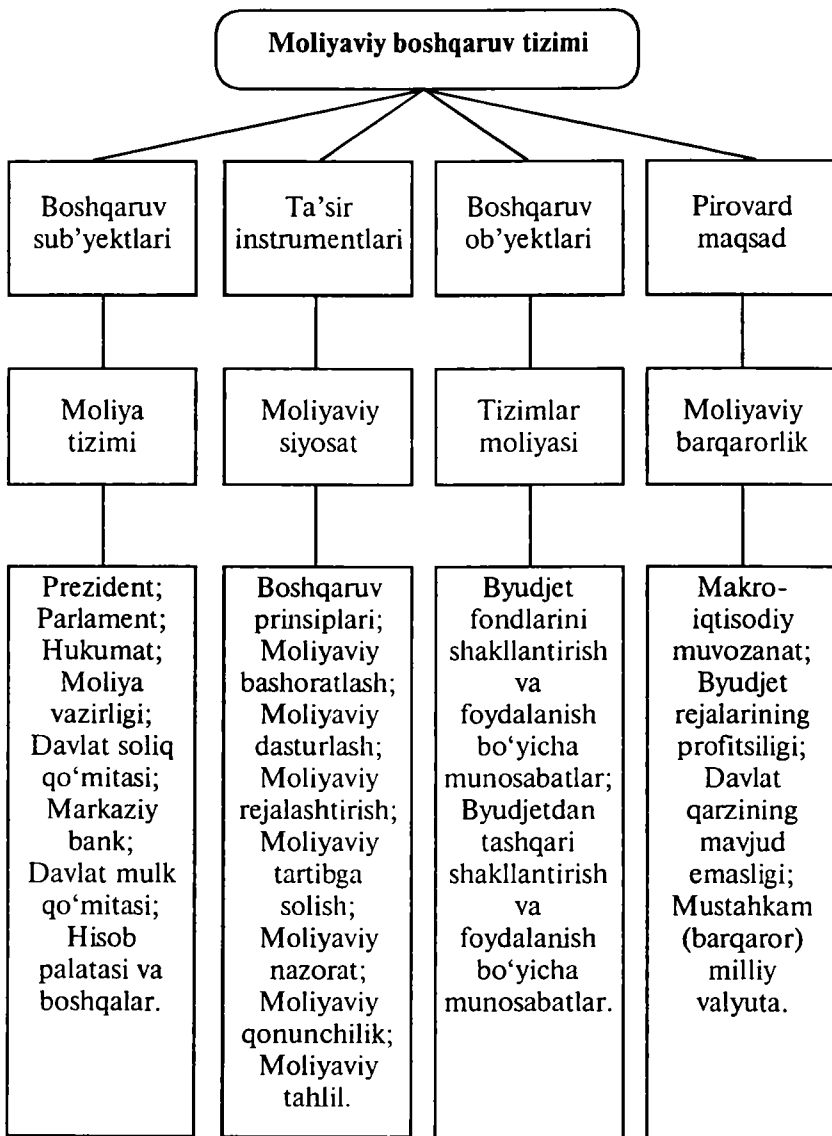 Moliyaviy boshqaruv tizimi
Boshqaruv
sub’yektlari
Ta’sir
instrumentlari
Boshqaruv
ob’yektlari
Pirovard
maqsad
Moliya
tizimi
Moliyaviy
siyosat
Tizimlar
moliyasi
Moliyaviy
barqarorlik
Prezident;
Parlament;
Hukumat;
Moliya
vazirligi;
Davlat soliq
qo‘mitasi;
Markaziy
bank;
Davlat mulk
qo‘mitasi;
Hisob
palatasi va
boshqalar.
Boshqaruv
prinsiplari;
Moliyaviy
bashoratlash;
Moliyaviy
dasturlash;
Moliyaviy
rejalashtirish;
Moliyaviy
tartibga
solish;
Moliyaviy
nazorat;
Moliyaviy
qonunchilik;
Moliyaviy
tahlil.
Byudjet
fondlarini
shakllantirish
va
foydalanish
bo‘yicha
munosabatlar;
Byudjetdan
tashqari
shakllantirish
va
foydalanish
bo‘yicha
munosabatlar.
Makro-
iqtisodiy
muvozanat;
Byudjet
rejalarining
profitsiligi;
Davlat
qarzining
mavjud
emasligi;
Mustahkam
(barqaror)
milliy
valyuta.